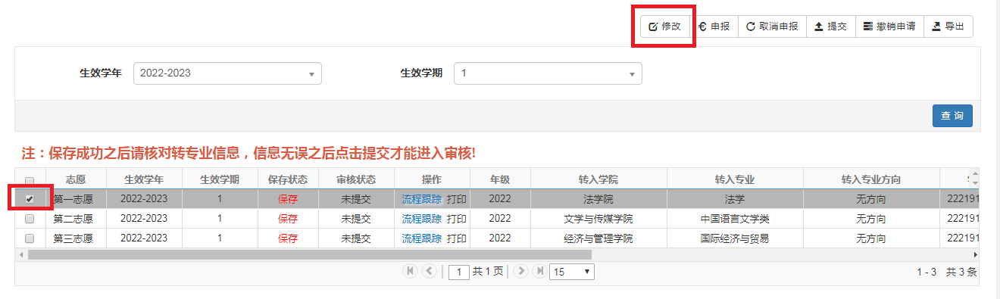 修改 申报 取消申报 提交 撤销申请 导出
生效学年 2022-2023 生效学期 1
查 询
注：保存成功之后请核对转专业信息，信息无误之后点击提交才能进入审核!
志愿 生效学年 生效学期 保存状态 审核状态 操作 年级 转入学院 转入专业 转入专业方向
第一志愿 2022-2023 1 保存 未提交 流程跟踪 打印 2022 法学院 法学 无方向 222191
第二志愿 2022-2023 1 保存 未提交 流程跟踪 打印 2022 文学与传媒学院 中国语言文学类 无方向 222191
第三志愿 2022-2023 1 保存 未提交 流程跟踪 打印 2022 经济与管理学院 国际经济与贸易 无方向 222191
1 共 1 页 15 1 - 3 共 3 条